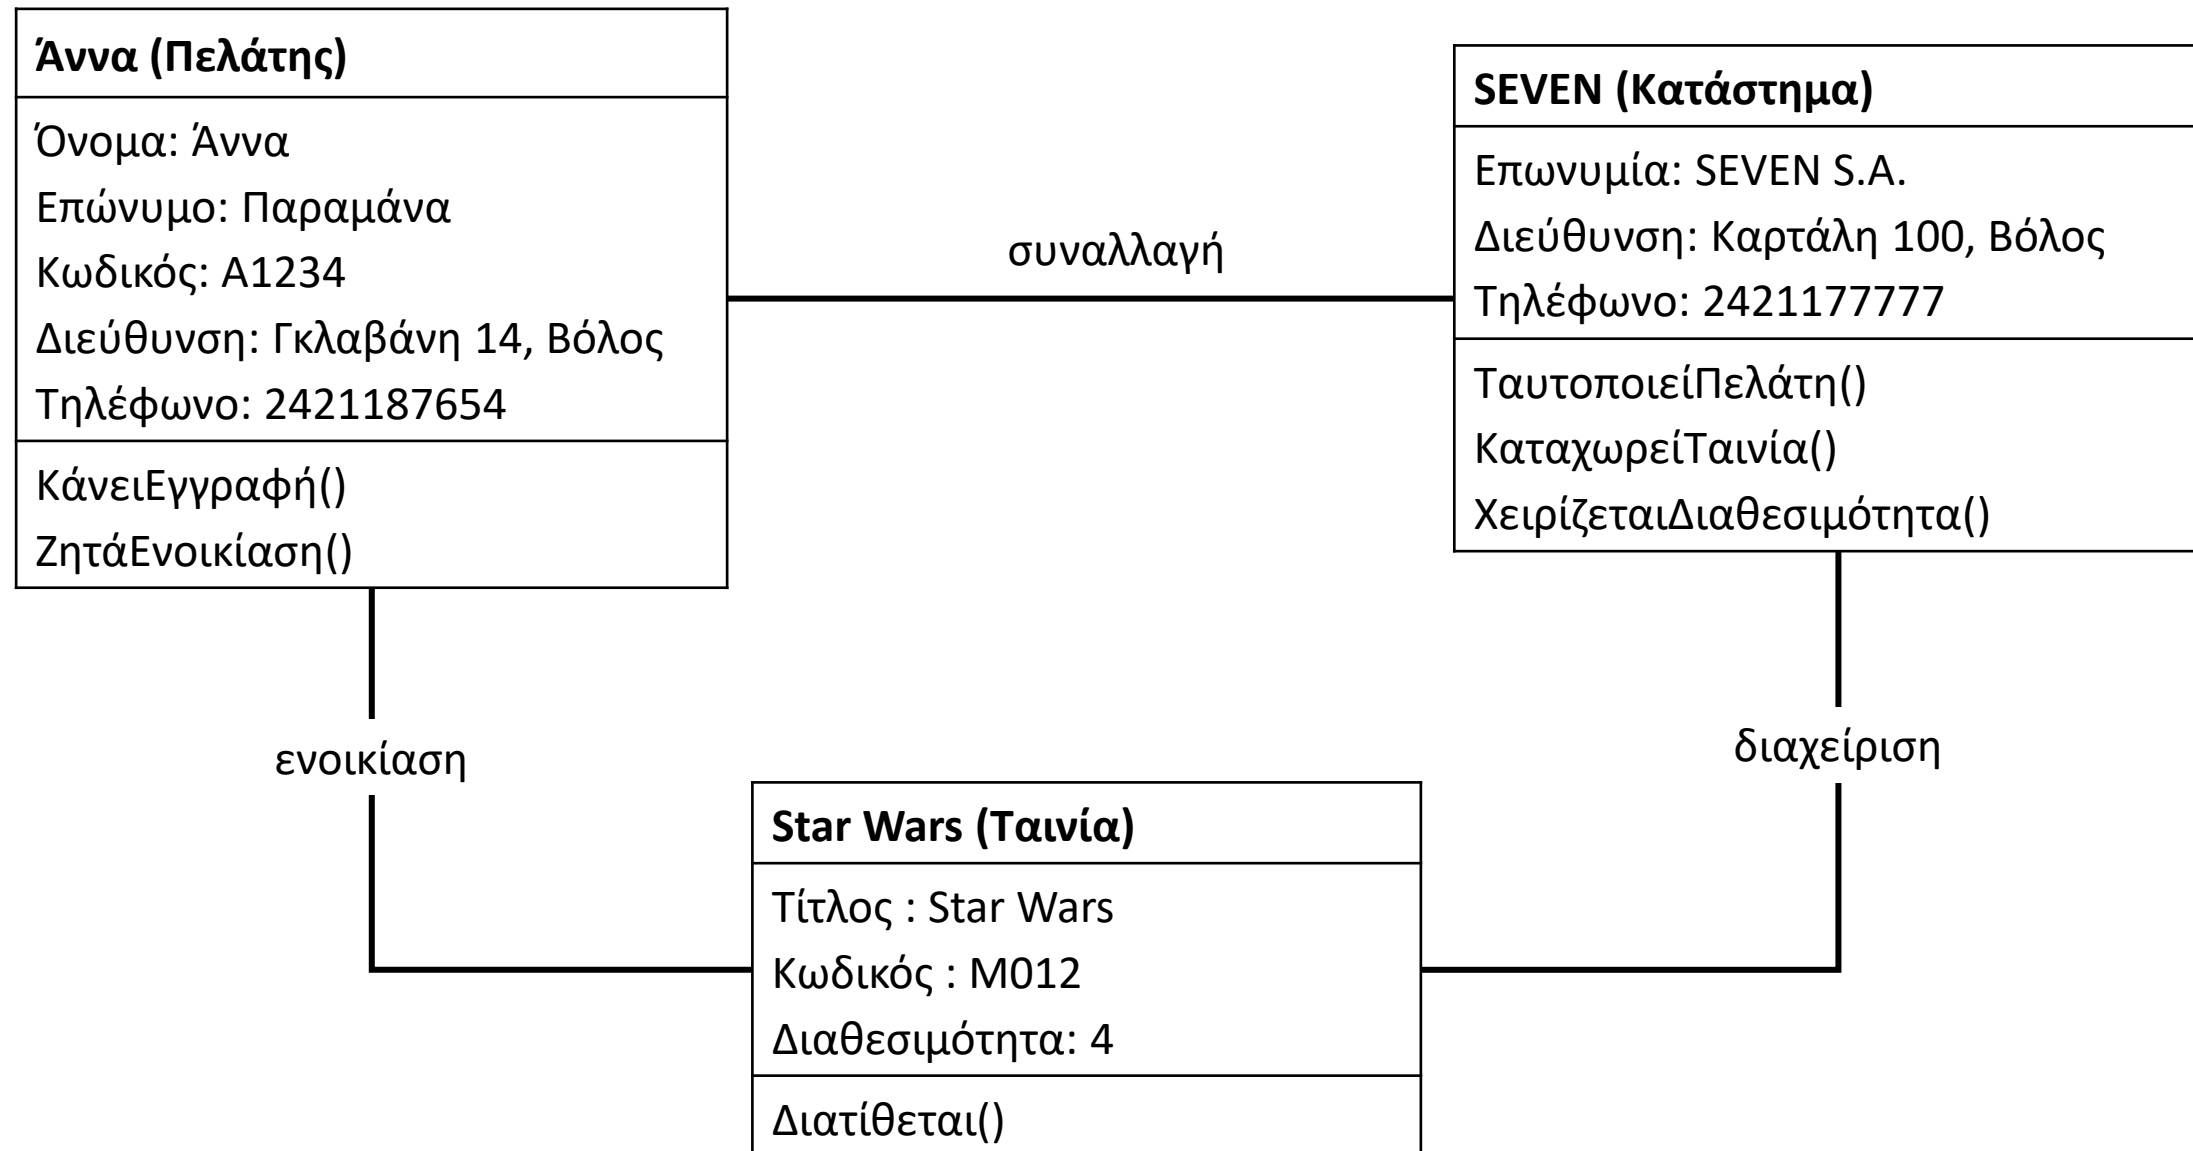 Άννα (Πελάτης)
Όνομα: Άννα
Επώνυμο: Παραμάνα
Κωδικός: Α1234
Διεύθυνση: Γκλαβάνη 14, Βόλος
Τηλέφωνο: 2421187654
ΚάνειΕγγραφή()
ΖητάΕνοικίαση()
συναλλαγή
SEVEN (Κατάστημα)
Επωνυμία: SEVEN S.A.
Διεύθυνση: Καρτάλη 100, Βόλος
Τηλέφωνο: 2421177777
ΤαυτοποιείΠελάτη()
ΚαταχωρείΤαινία()
ΧειρίζεταιΔιαθεσιμότητα()
ενοικίαση
διαχείριση
Star Wars (Ταινία)
Τίτλος : Star Wars
Κωδικός : M012
Διαθεσιμότητα: 4
Διατίθεται()